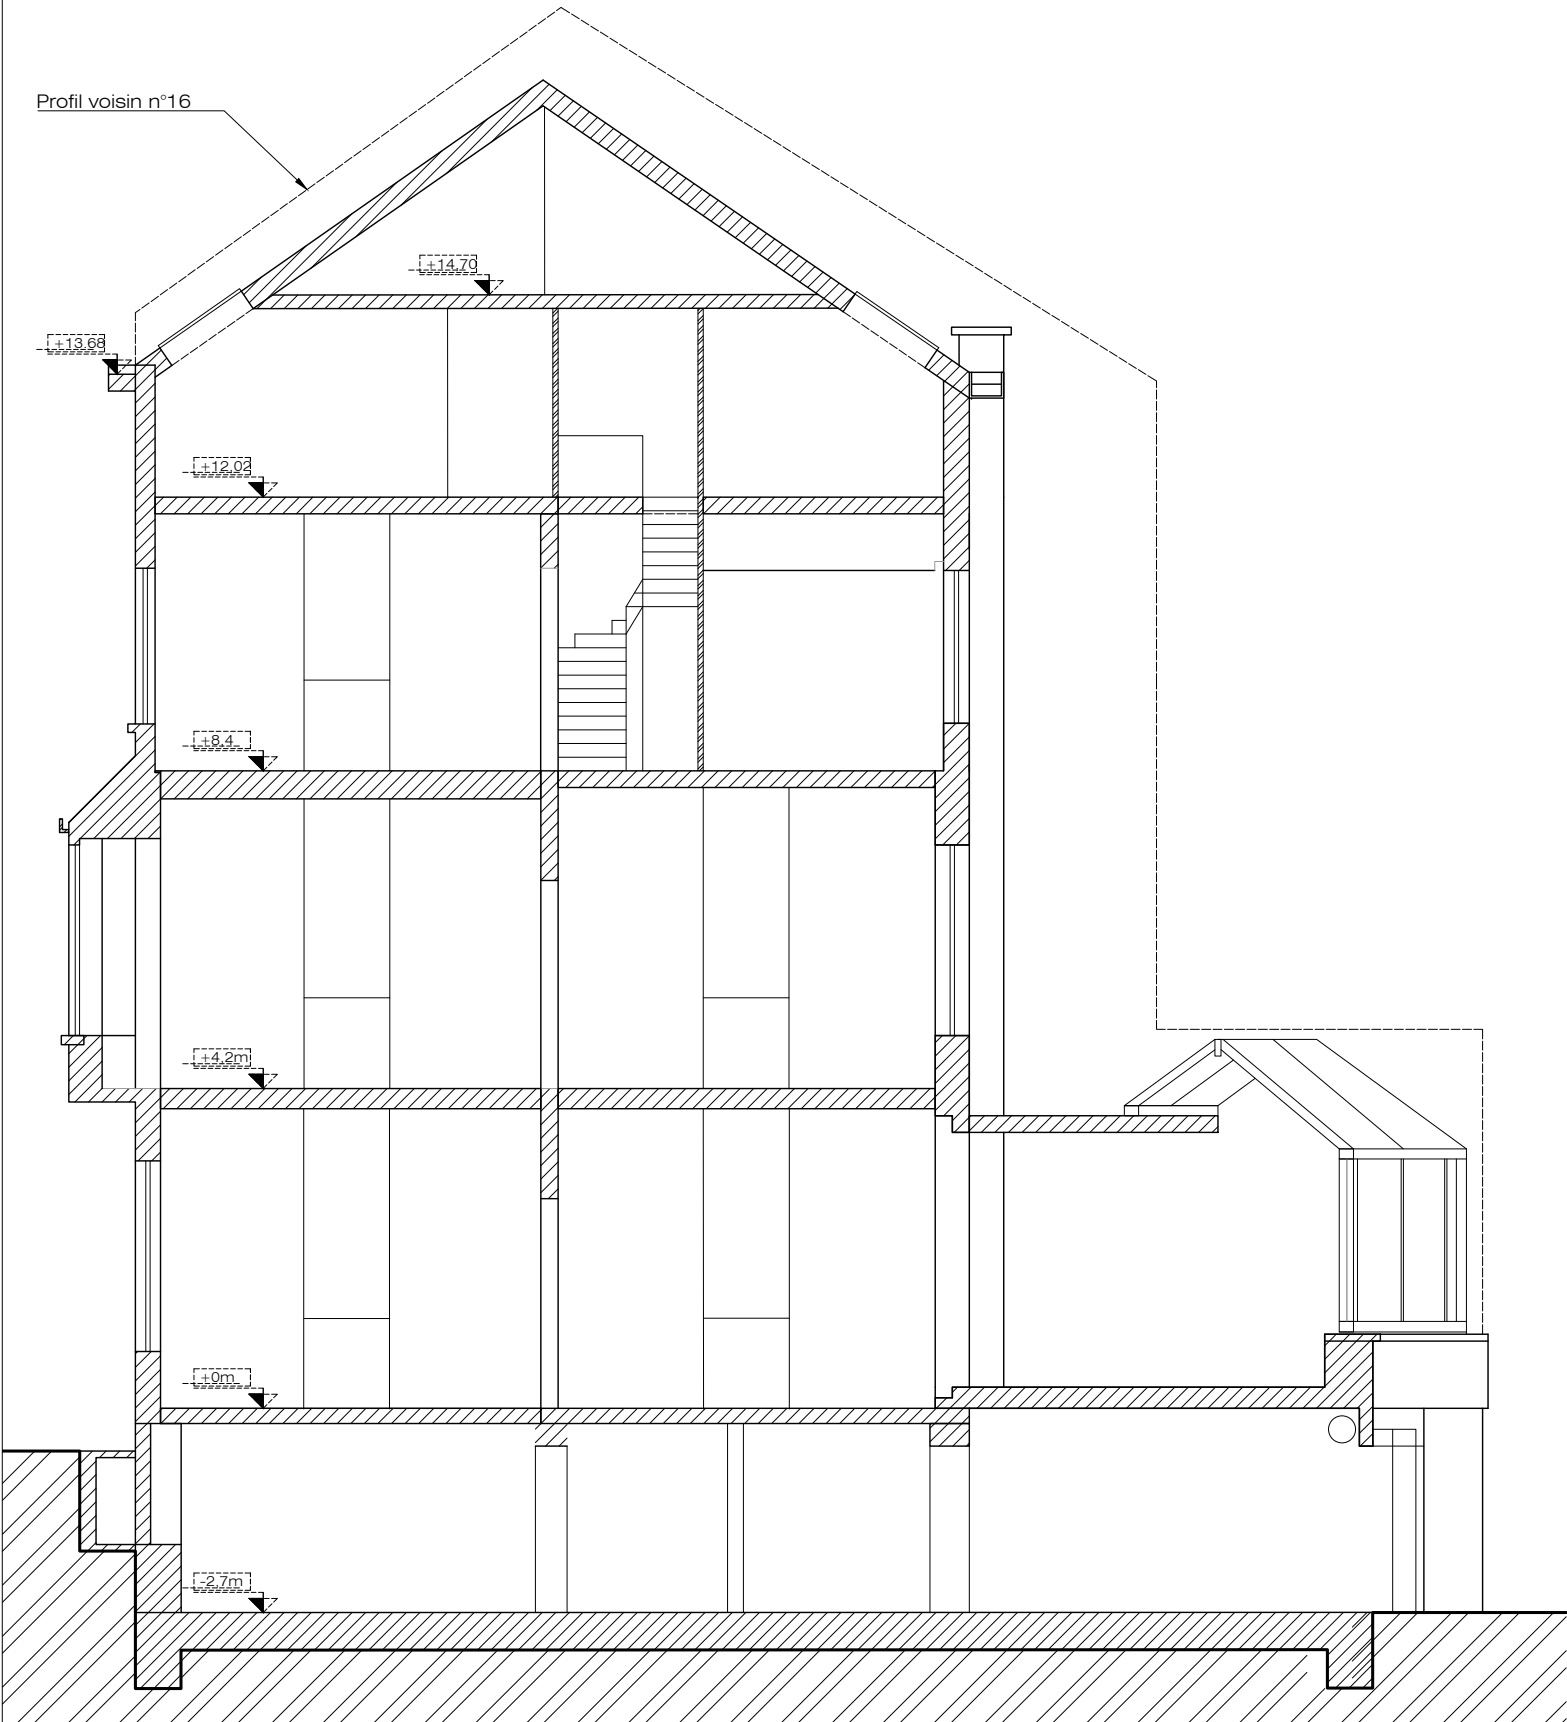 Profil voisin n°16
+14.70
+13.68
+12.02
+8.4
+4.2m
+0m
-2.7m